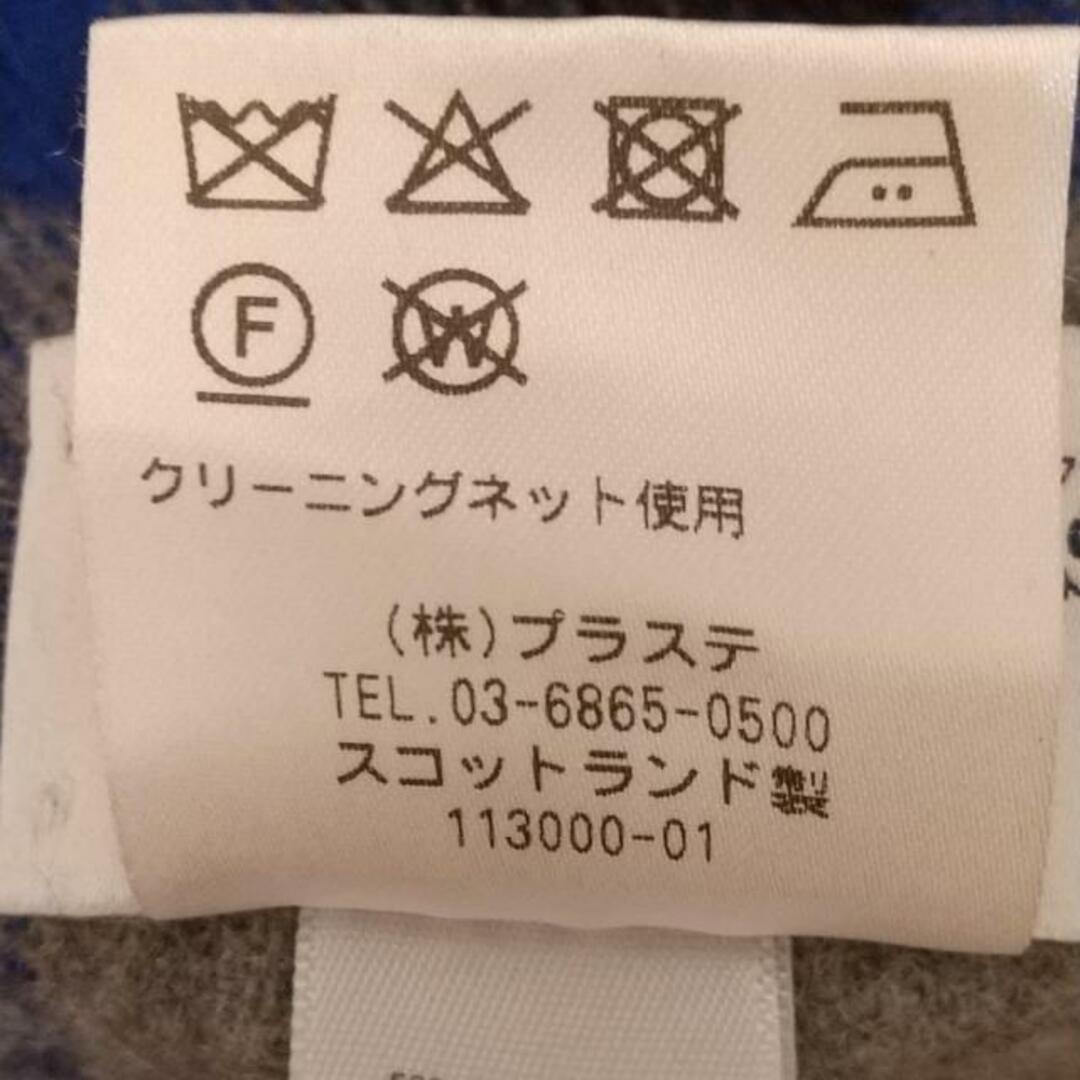 F W
クリーニングネット使用
(株)プラステ
TEL.03-6865-0500
スコットランド製
113000-01